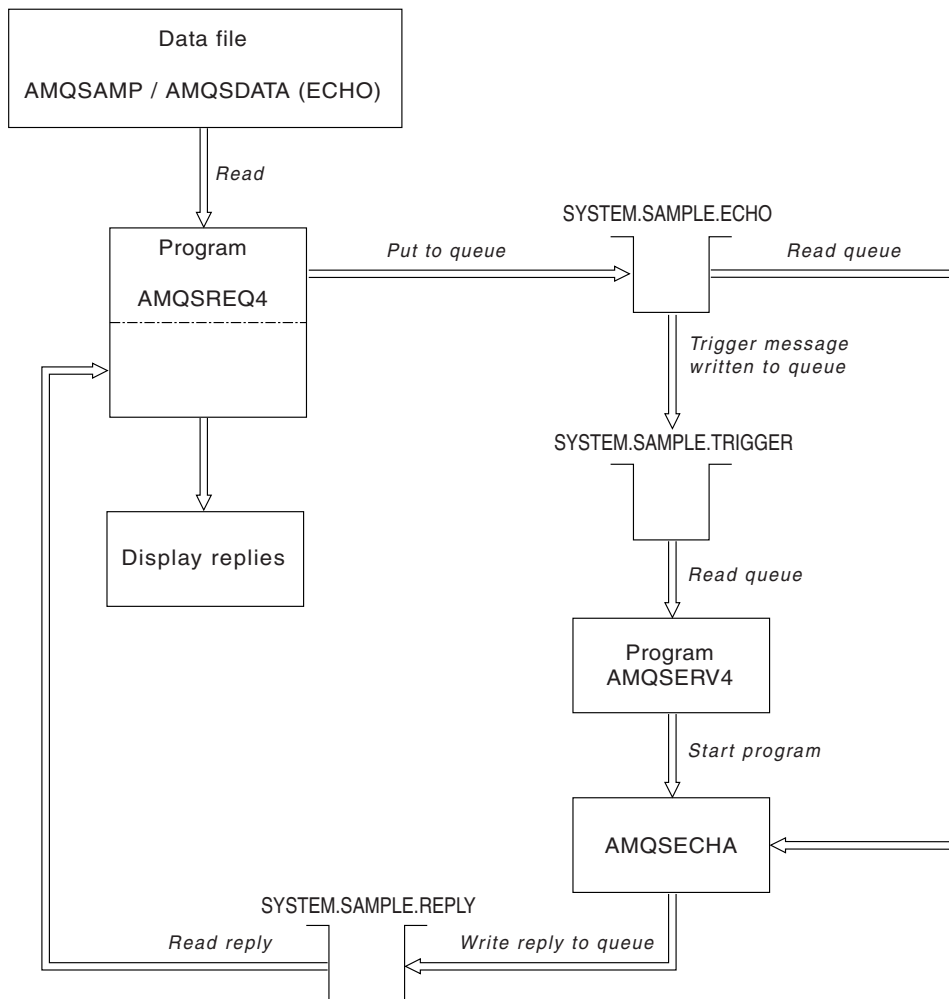 Data file
AMQSAMP / AMQSDATA (ECHO)
Read
SYSTEM.SAMPLE.ECHO
Program
AMQSREQ4
Put to queue
Read queue
Trigger message
written to queue
SYSTEM.SAMPLE.TRIGGER
Display replies
Read queue
Program
AMQSERV4
Start program
AMQSECHA
SYSTEM.SAMPLE.REPLY
Read reply
Write reply to queue